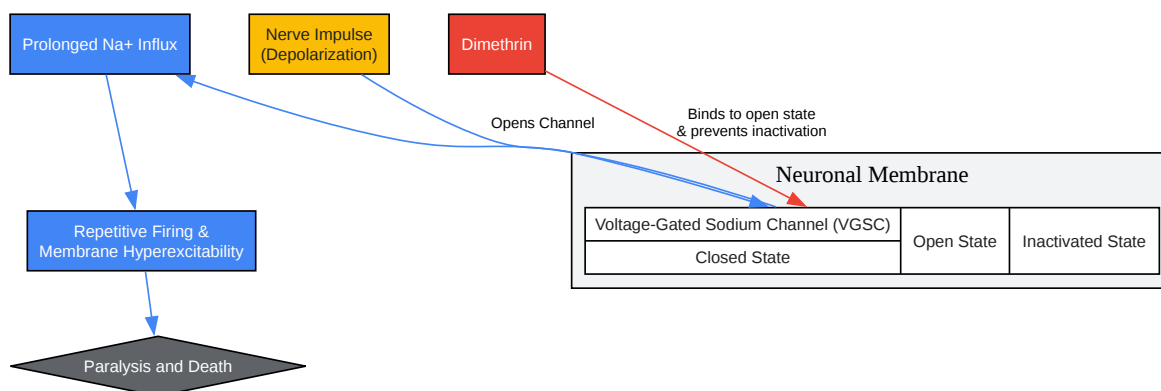 Prolonged Na+ Influx
Nerve Impulse
(Depolarization)
Dimethrin
Opens Channel
Binds to open state
& prevents inactivation
Neuronal Membrane
Voltage-Gated Sodium Channel (VGSC)
Closed State
Open State
Inactivated State
Repetitive Firing &
Membrane Hyperexcitability
Paralysis and Death